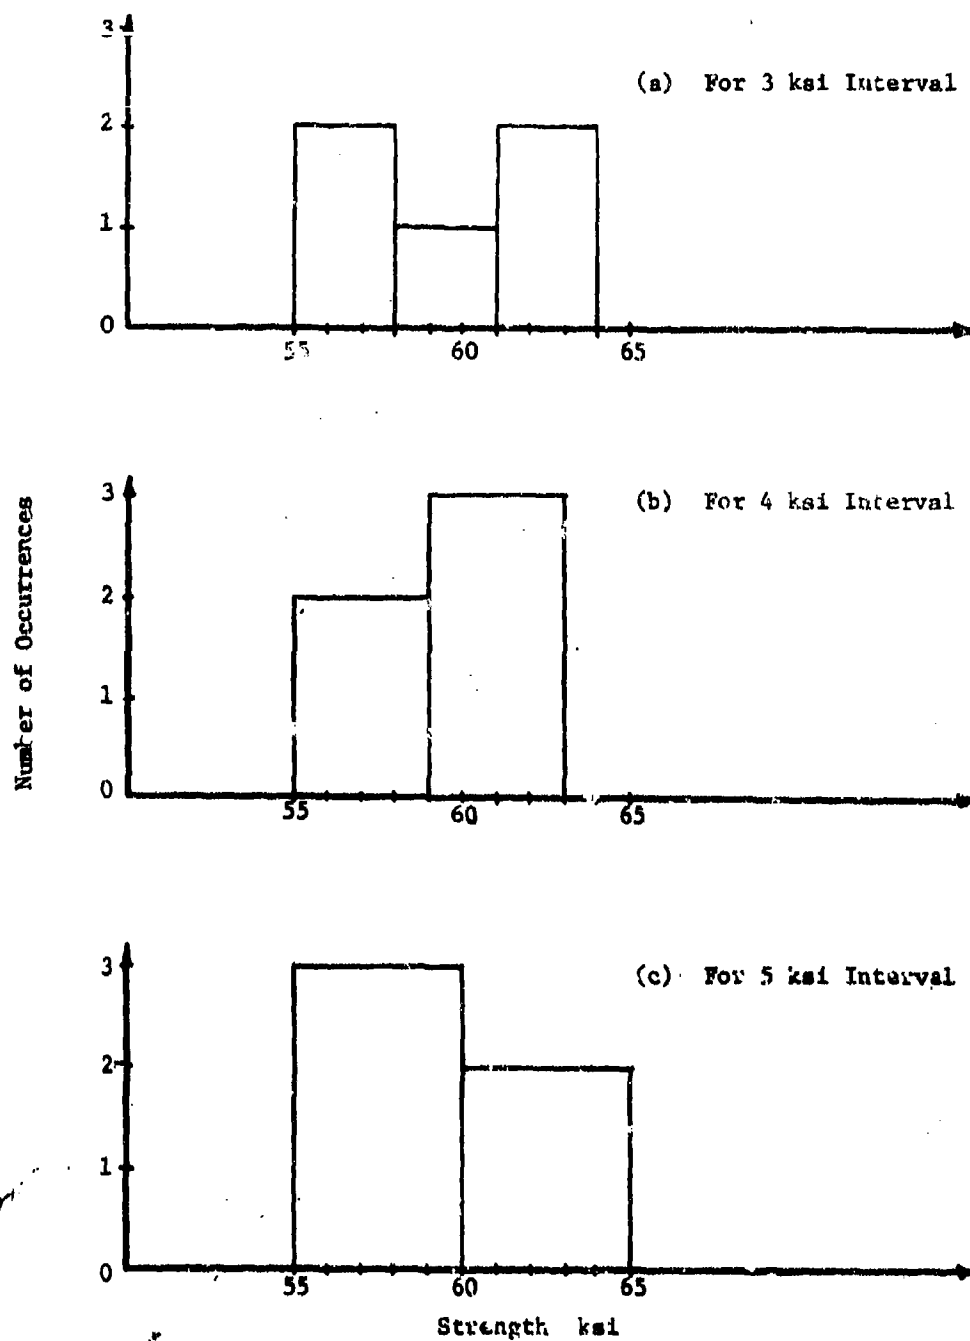 3
(a) For 3 ksi Interval
2
1
0
55 60 65
Number of Occurrences
3
(b) For 4 ksi Interval
2
1
0
55 60 65
3
(c) For 5 ksi Interval
2
1
0
55 60 65
Strength ksi